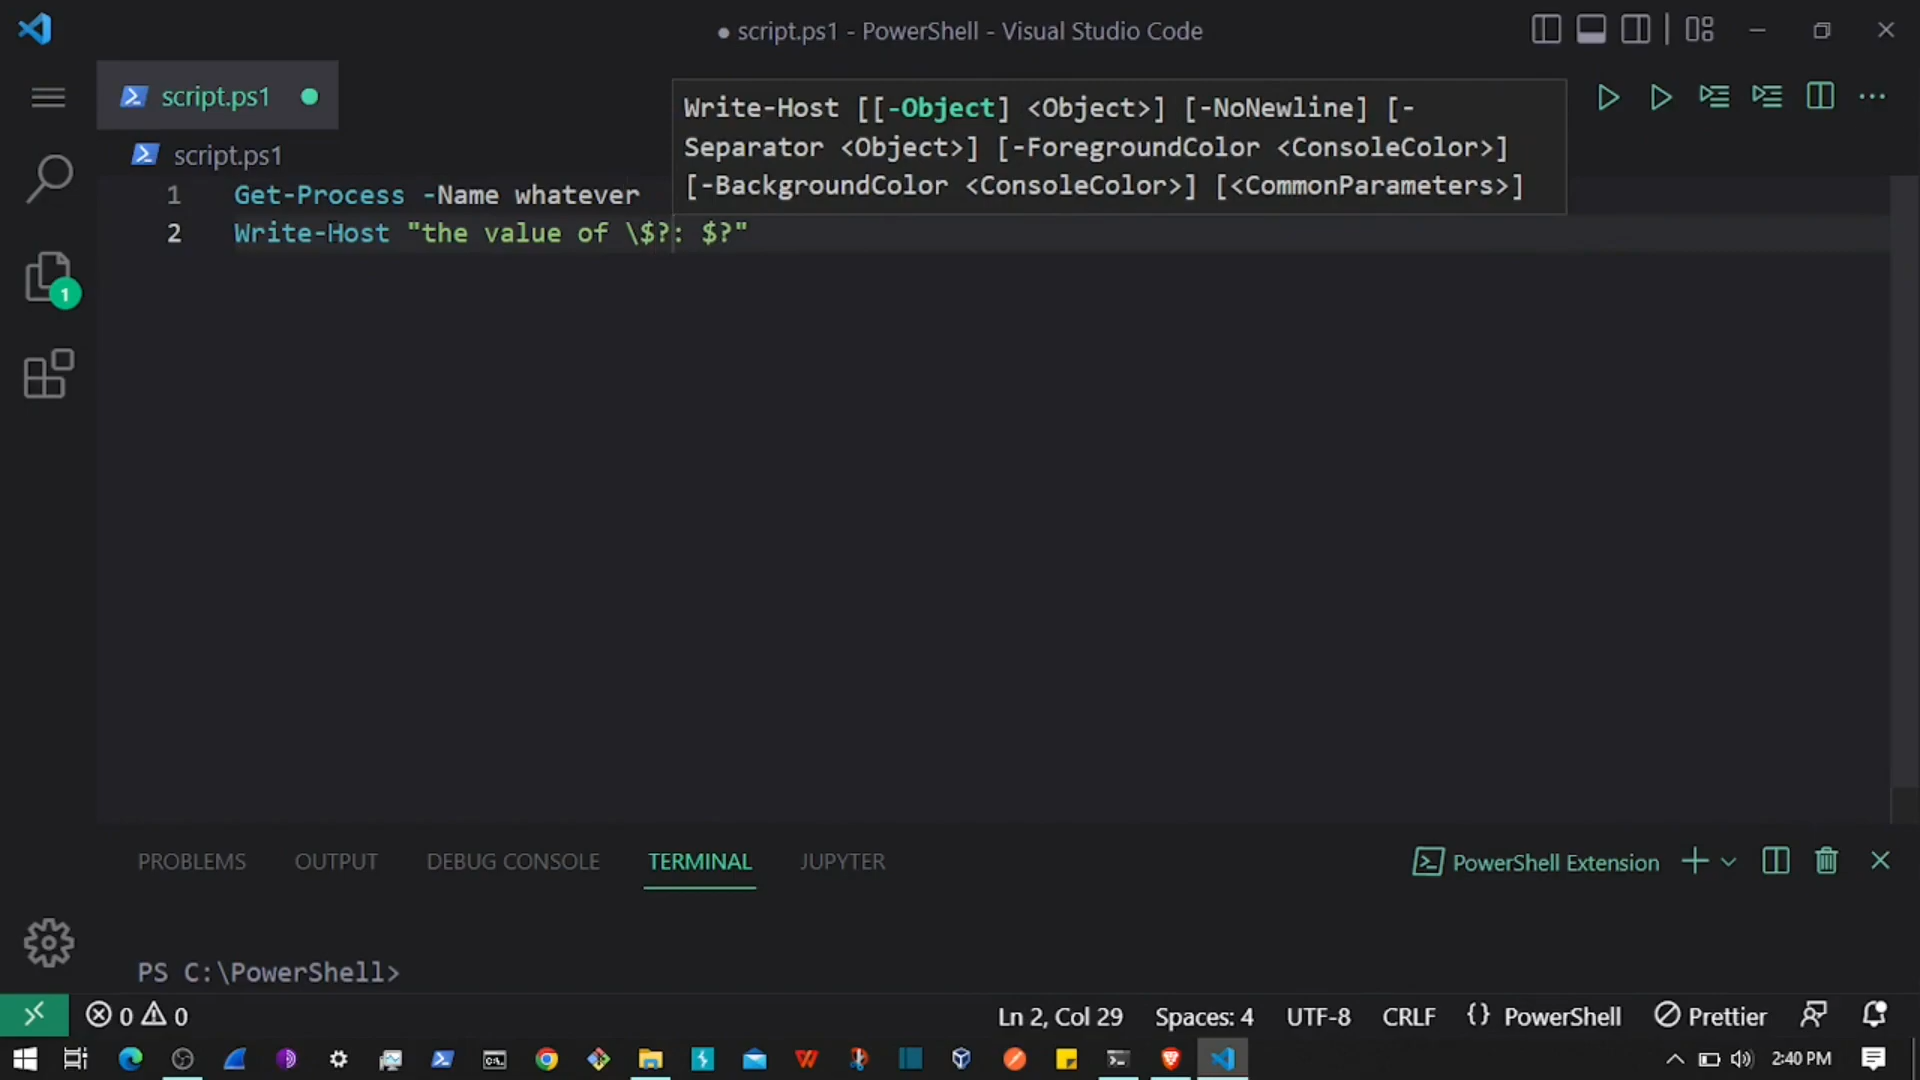 ● script.ps1 - PowerShell - Visual Studio Code
script.ps1
Write-Host [[-Object] <Object>] [-NoNewline] [-
Separator <Object>] [-ForegroundColor <ConsoleColor>]
[-BackgroundColor <ConsoleColor>] [<CommonParameters>]
script.ps1
1 Get-Process -Name whatever
2 Write-Host "the value of \$?: $?"
1
PROBLEMS OUTPUT DEBUG CONSOLE TERMINAL JUPYTER PowerShell Extension
PS C:\PowerShell>
0 0 Ln 2, Col 29 Spaces: 4 UTF-8 CRLF {} PowerShell Prettier
2:40 PM